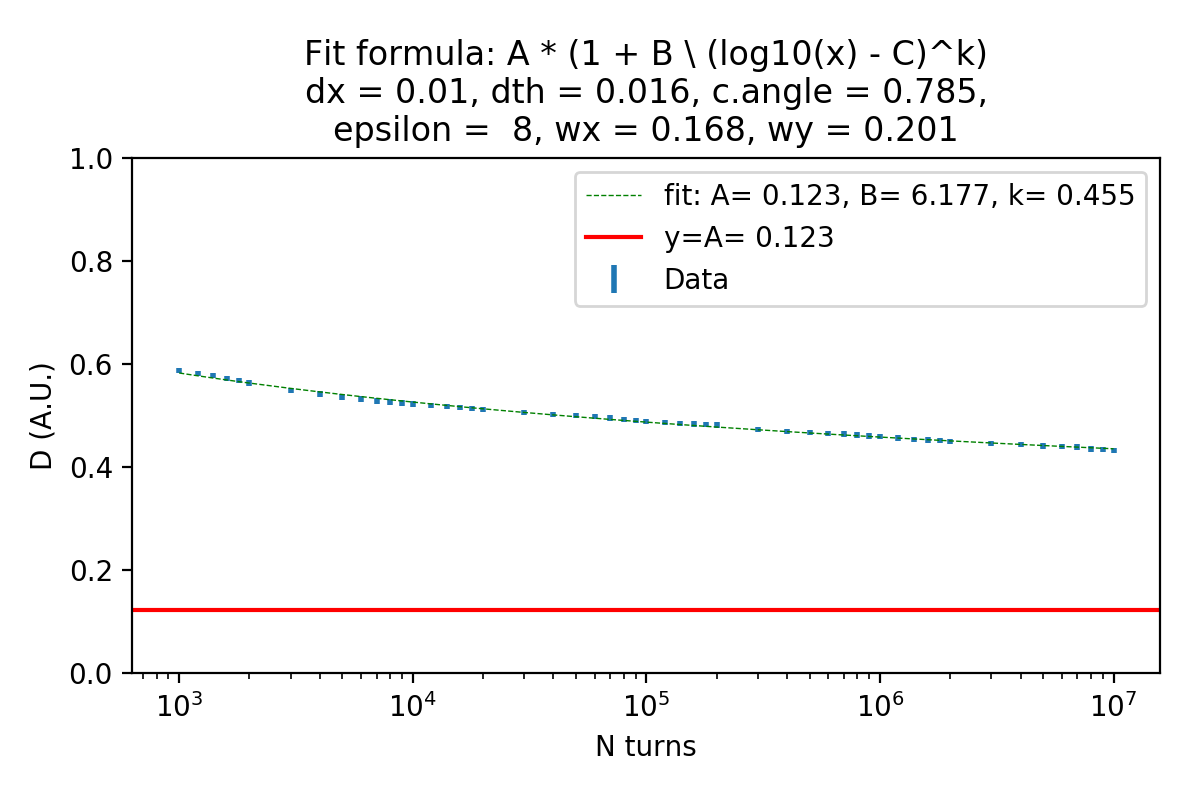 Fit formula: A * (1 + B \ (log10(x) - C)^k)
dx = 0.01, dth = 0.016, c.angle = 0.785,
epsilon =  8, wx = 0.168, wy = 0.201
1.0
0.8
0.6
0.4
0.2
0.0
D (A.U.)
fit: A= 0.123, B= 6.177, k= 0.455
y=A= 0.123
Data
10³ 10⁴ 10⁵ 10⁶ 10⁷
N turns